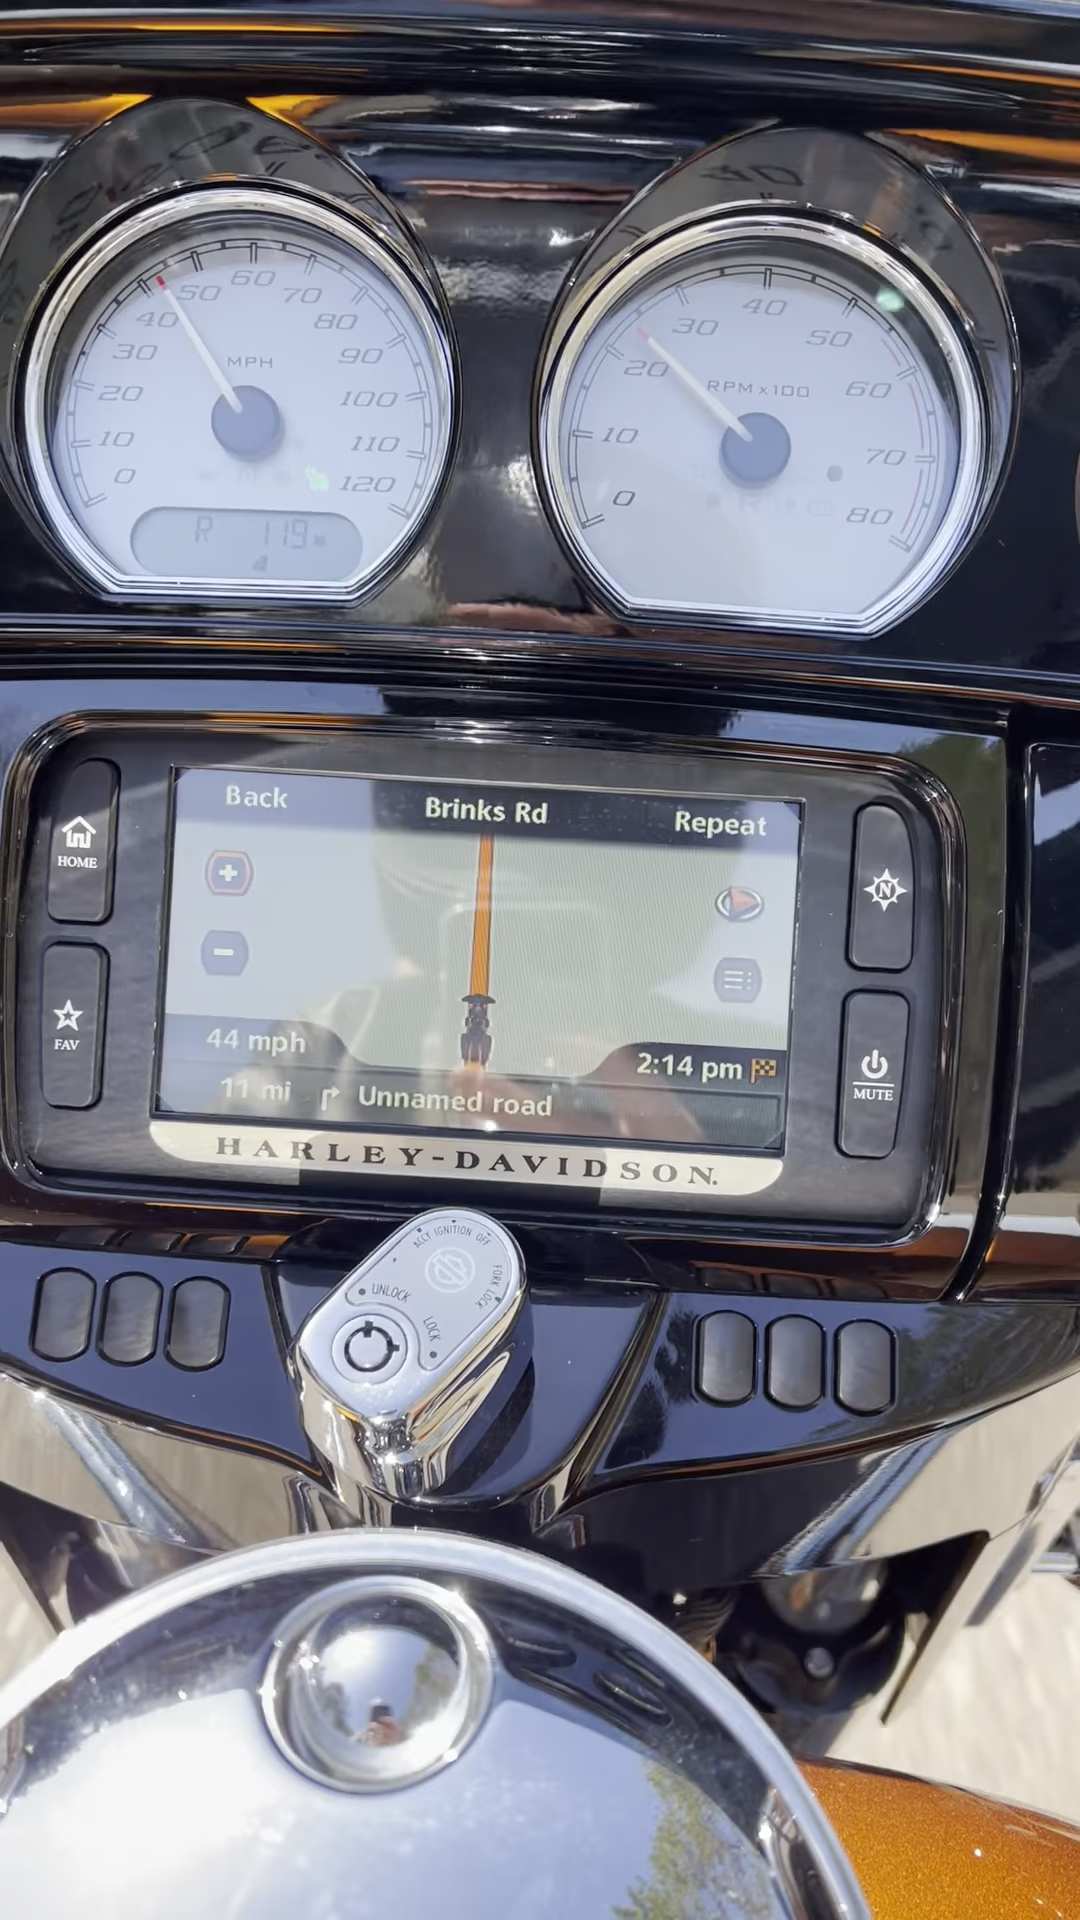 60
50
70
40
80
30
90
MPH
20
100
10
110
0
120
R 119
4
40
30
50
20
60
RPM x100
10
70
0
80
Back
Brinks Rd
Repeat
HOME
N
FAV
44 mph
2:14 pm
MUTE
11 mi
Unnamed road
HARLEY-DAVIDSON.
ACCY IGNITION OFF
FORK LOCK
UNLOCK
LOCK